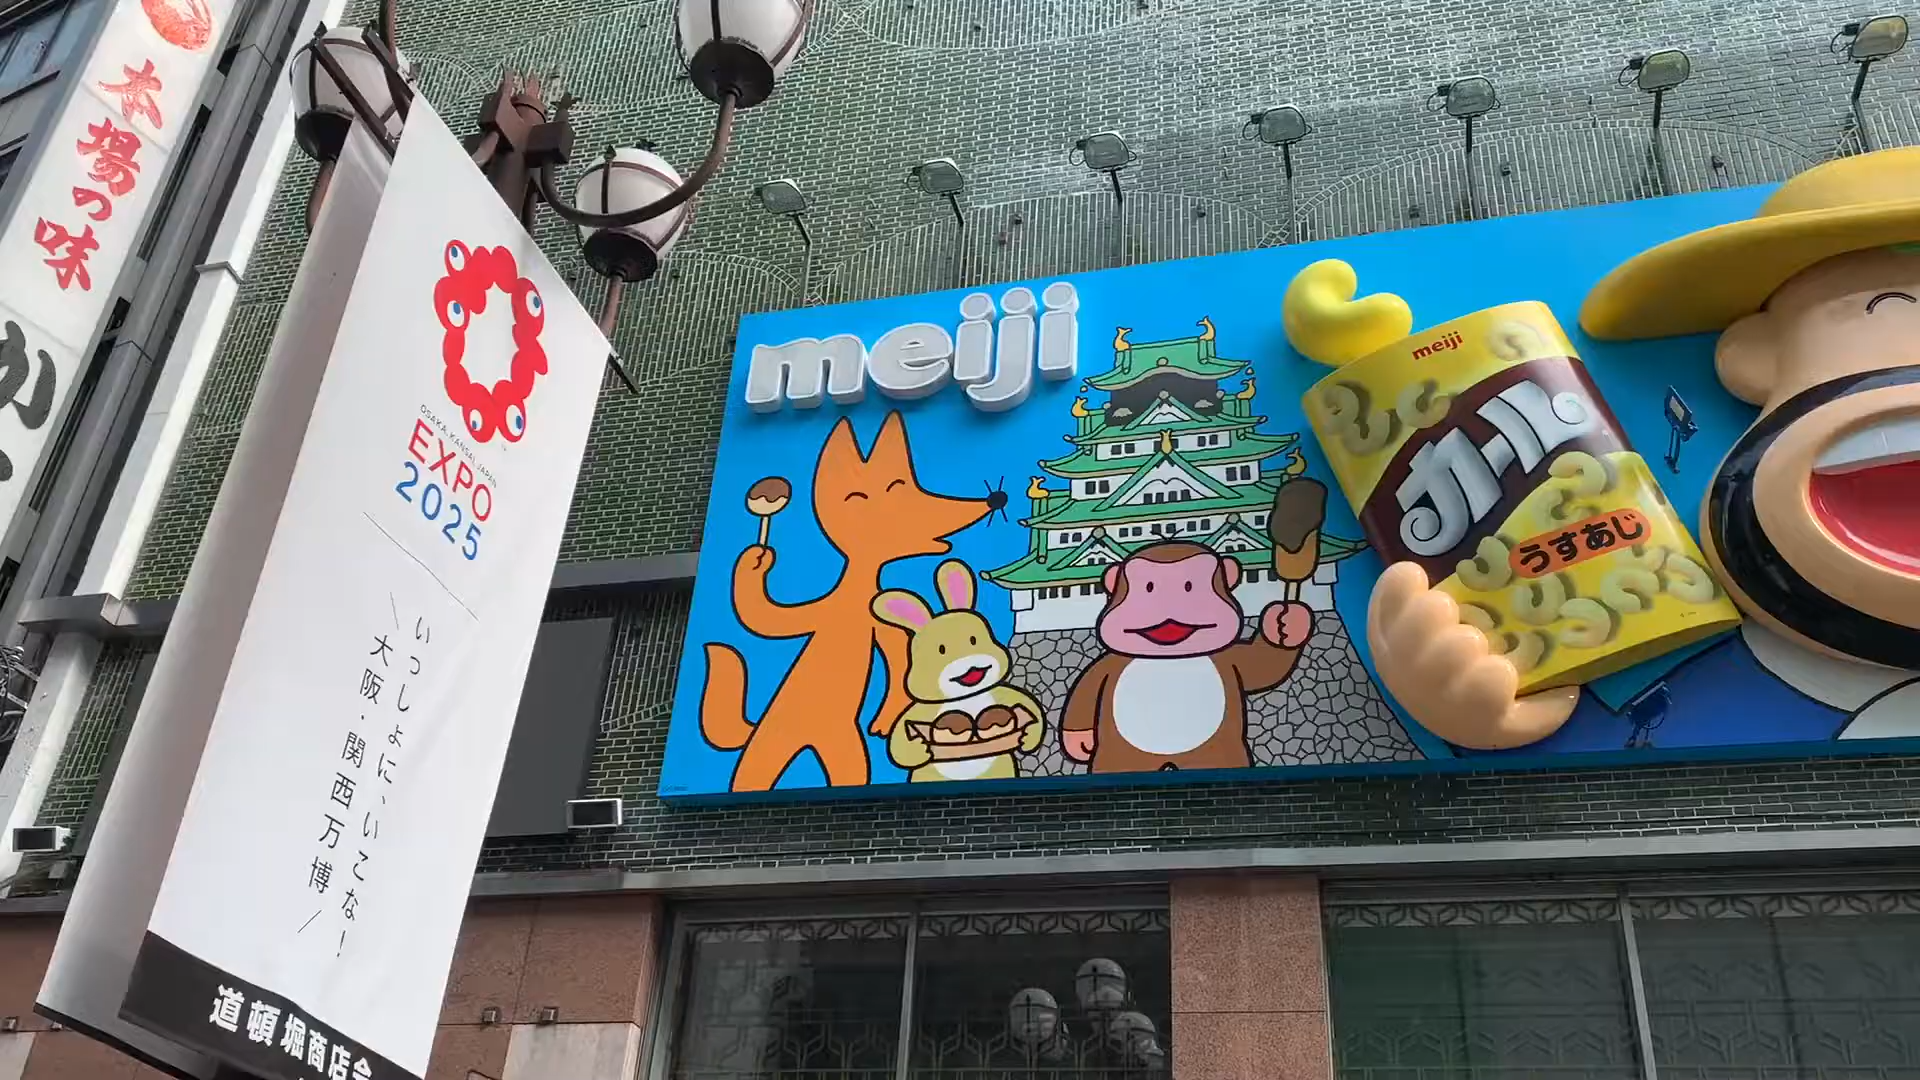 本場の味
か
OSAKA, KANSAI, JAPAN
EXPO
2025
いっしょに、いこな!
大阪・関西万博
道頓堀商店会
meiji
meiji
カール
うすあじ